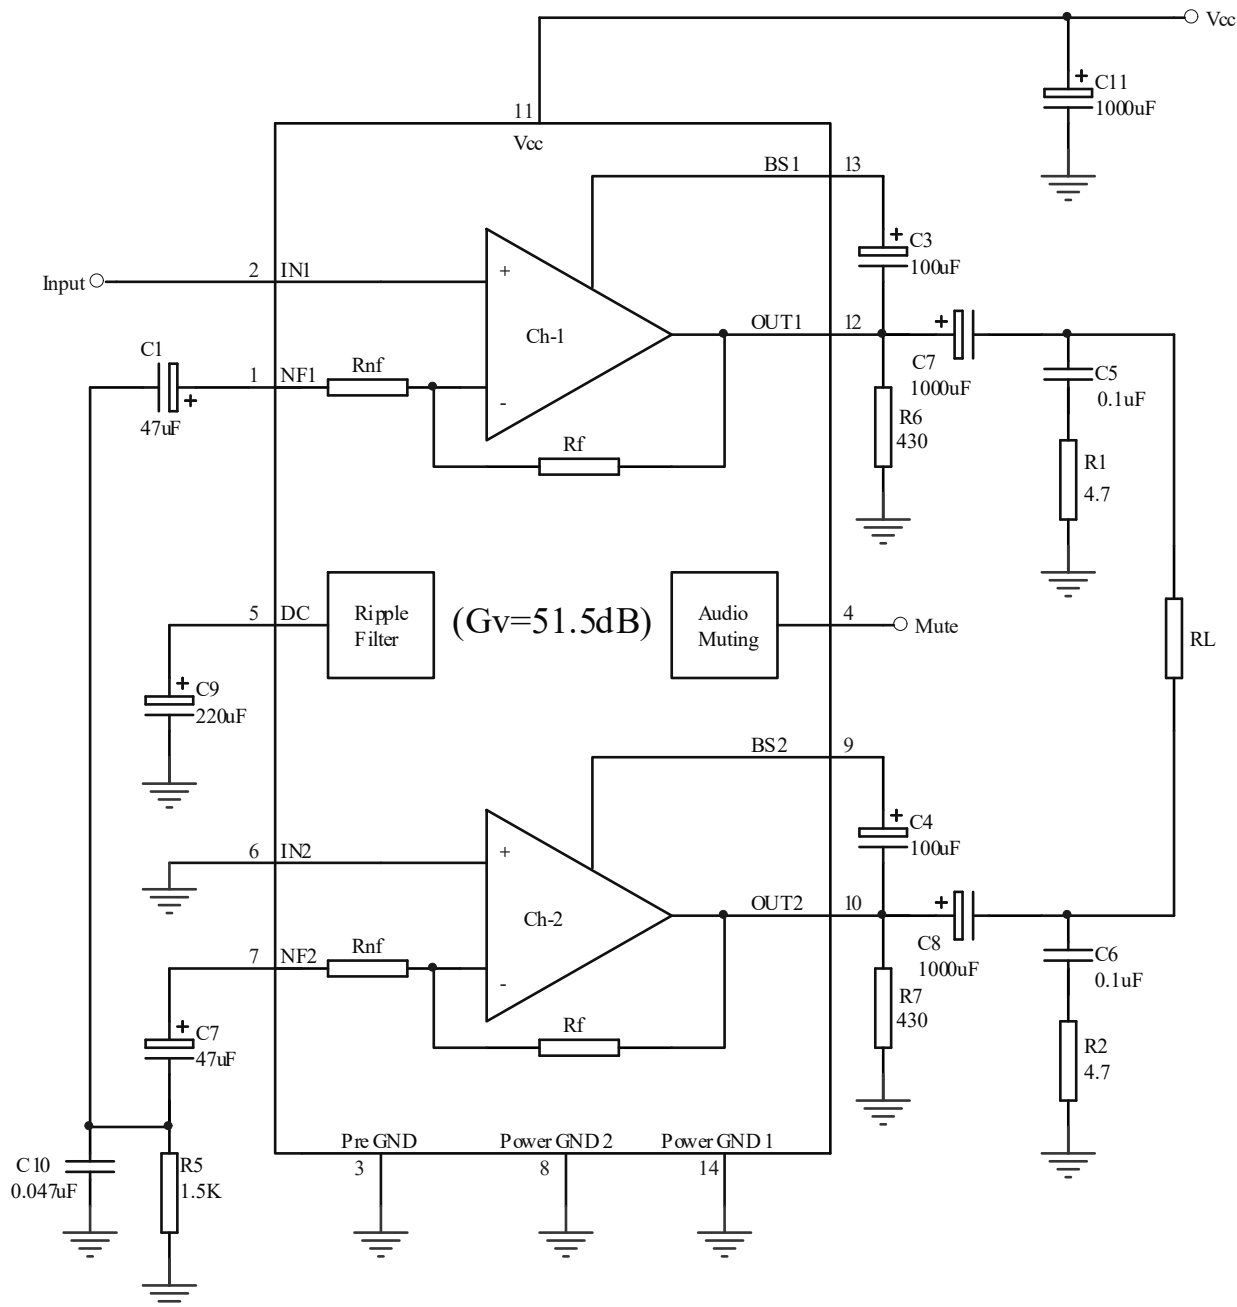 Vcc
+
C11
1000uF
11
Vcc
BS1
13
+
C3
100uF
Input
2
IN1
+
Ch-1
-
OUT1
12
+
C7
1000uF
C5
0.1uF
C1
+
47uF
1
NF1
Rnf
Rf
R6
430
R1
4.7
5
DC
Ripple
Filter
(Gv=51.5dB)
Audio
Muting
4
Mute
RL
+
C9
220uF
BS2
9
+
C4
100uF
6
IN2
+
Ch-2
-
OUT2
10
+
C8
1000uF
C6
0.1uF
7
NF2
Rnf
Rf
R7
430
R2
4.7
+
C7
47uF
C10
0.047uF
R5
1.5K
Pre GND
3
Power GND 2
8
Power GND 1
14